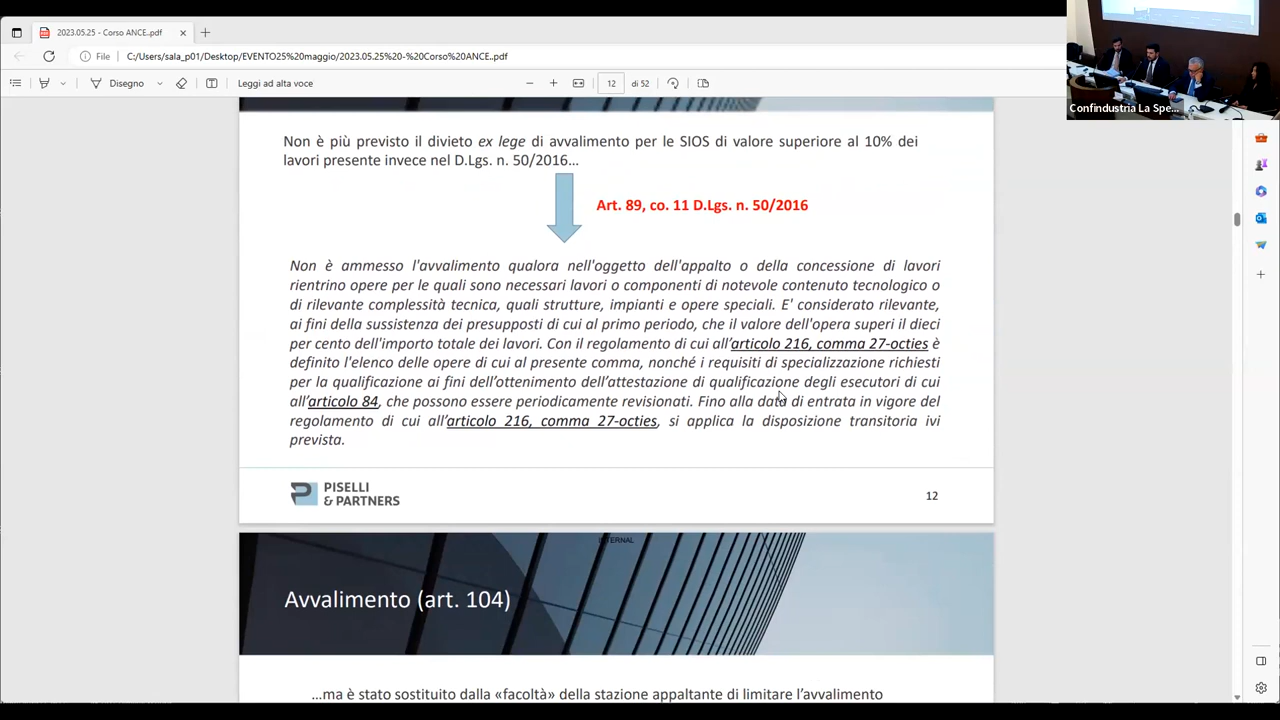 2023.05.25 - Corso ANCE..pdf
File C:/Users/sala_p01/Desktop/EVENTO25%20maggio/2023.05.25%20-%20Corso%20ANCE..pdf
Disegno Leggi ad alta voce 12 di 52
Confindustria La Spe...
Non è più previsto il divieto ex lege di avvalimento per le SIOS di valore superiore al 10% dei
lavori presente invece nel D.Lgs. n. 50/2016…
Art. 89, co. 11 D.Lgs. n. 50/2016
Non è ammesso l'avvalimento qualora nell'oggetto dell'appalto o della concessione di lavori
rientrino opere per le quali sono necessari lavori o componenti di notevole contenuto tecnologico o
di rilevante complessità tecnica, quali strutture, impianti e opere speciali. E' considerato rilevante,
ai fini della sussistenza dei presupposti di cui al primo periodo, che il valore dell'opera superi il dieci
per cento dell'importo totale dei lavori. Con il regolamento di cui all’articolo 216, comma 27-octies è
definito l'elenco delle opere di cui al presente comma, nonché i requisiti di specializzazione richiesti
per la qualificazione ai fini dell’ottenimento dell’attestazione di qualificazione degli esecutori di cui
all’articolo 84, che possono essere periodicamente revisionati. Fino alla data di entrata in vigore del
regolamento di cui all’articolo 216, comma 27-octies, si applica la disposizione transitoria ivi
prevista.
PISELLI
& PARTNERS
12
INTERNAL
Avvalimento (art. 104)
…ma è stato sostituito dalla «facoltà» della stazione appaltante di limitare l’avvalimento